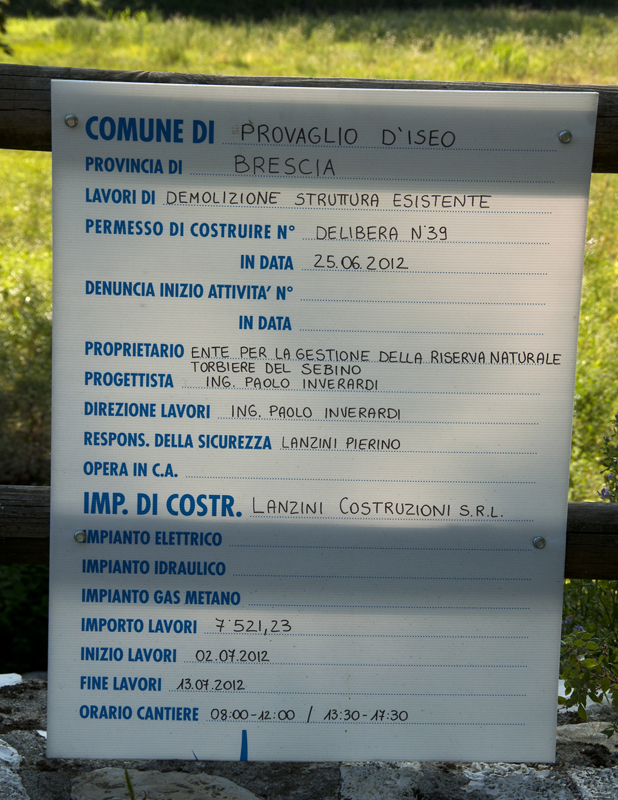 COMUNE DI PROVAGLIO D'ISEO
PROVINCIA DI BRESCIA
LAVORI DI DEMOLIZIONE STRUTTURA ESISTENTE
PERMESSO DI COSTRUIRE N° DELIBERA N°39
IN DATA 25.06.2012
DENUNCIA INIZIO ATTIVITA' N°
IN DATA
PROPRIETARIO ENTE PER LA GESTIONE DELLA RISERVA NATURALE
TORBIERE DEL SEBINO
PROGETTISTA ING. PAOLO INVERARDI
DIREZIONE LAVORI ING. PAOLO INVERARDI
RESPONS. DELLA SICUREZZA LANZINI PIERINO
OPERA IN C.A.
IMP. DI COSTR. LANZINI COSTRUZIONI S.R.L.
IMPIANTO ELETTRICO
IMPIANTO IDRAULICO
IMPIANTO GAS METANO
IMPORTO LAVORI 7'521,23
INIZIO LAVORI 02.07.2012
FINE LAVORI 13.07.2012
ORARIO CANTIERE 08:00-12:00 / 13:30-17:30